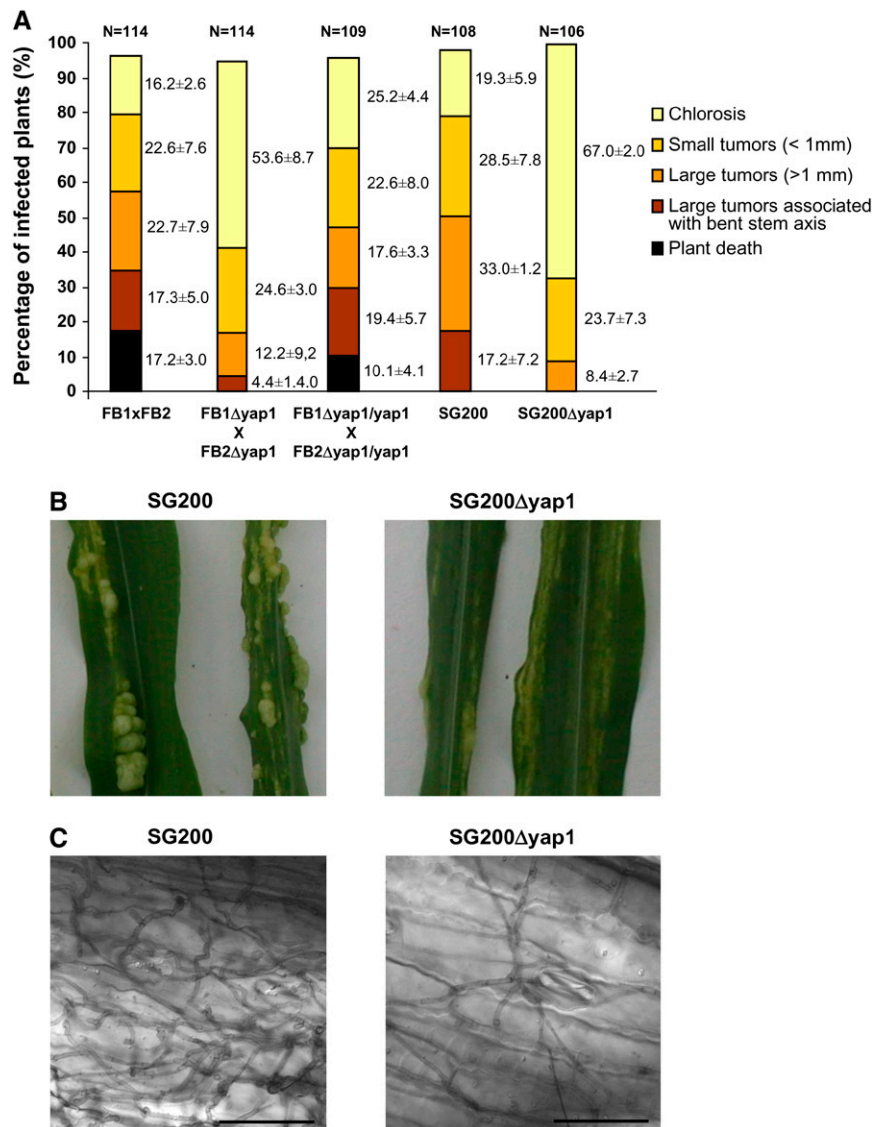 A
N=114 N=114 N=109 N=108 N=106
Percentage of infected plants (%)
100
90
80
70
60
50
40
30
20
10
0
16.2±2.6
22.6±7.6
22.7±7.9
17.3±5.0
17.2±3.0
53.6±8.7
24.6±3.0
12.2±9,2
4.4±1.4.0
25.2±4.4
22.6±8.0
17.6±3.3
19.4±5.7
10.1±4.1
19.3±5.9
28.5±7.8
33.0±1.2
17.2±7.2
67.0±2.0
23.7±7.3
8.4±2.7
Chlorosis
Small tumors (< 1mm)
Large tumors (>1 mm)
Large tumors associated
with bent stem axis
Plant death
FB1xFB2
FB1Δyap1
X
FB2Δyap1
FB1Δyap1/yap1
X
FB2Δyap1/yap1
SG200
SG200Δyap1
B
SG200
SG200Δyap1
C
SG200
SG200Δyap1